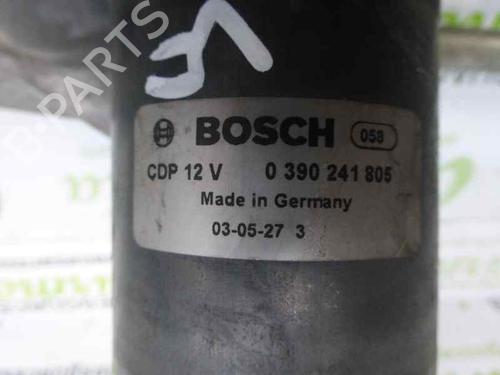 BOSCH 058
CDP 12 V 0 390 241 805
Made in Germany
03-05-27 3
PARTS